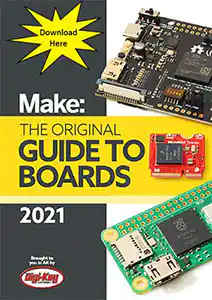 Download
Here
Make:
THE ORIGINAL
GUIDE TO
BOARDS
2021
Brought to
you in AR by
Digi-Key